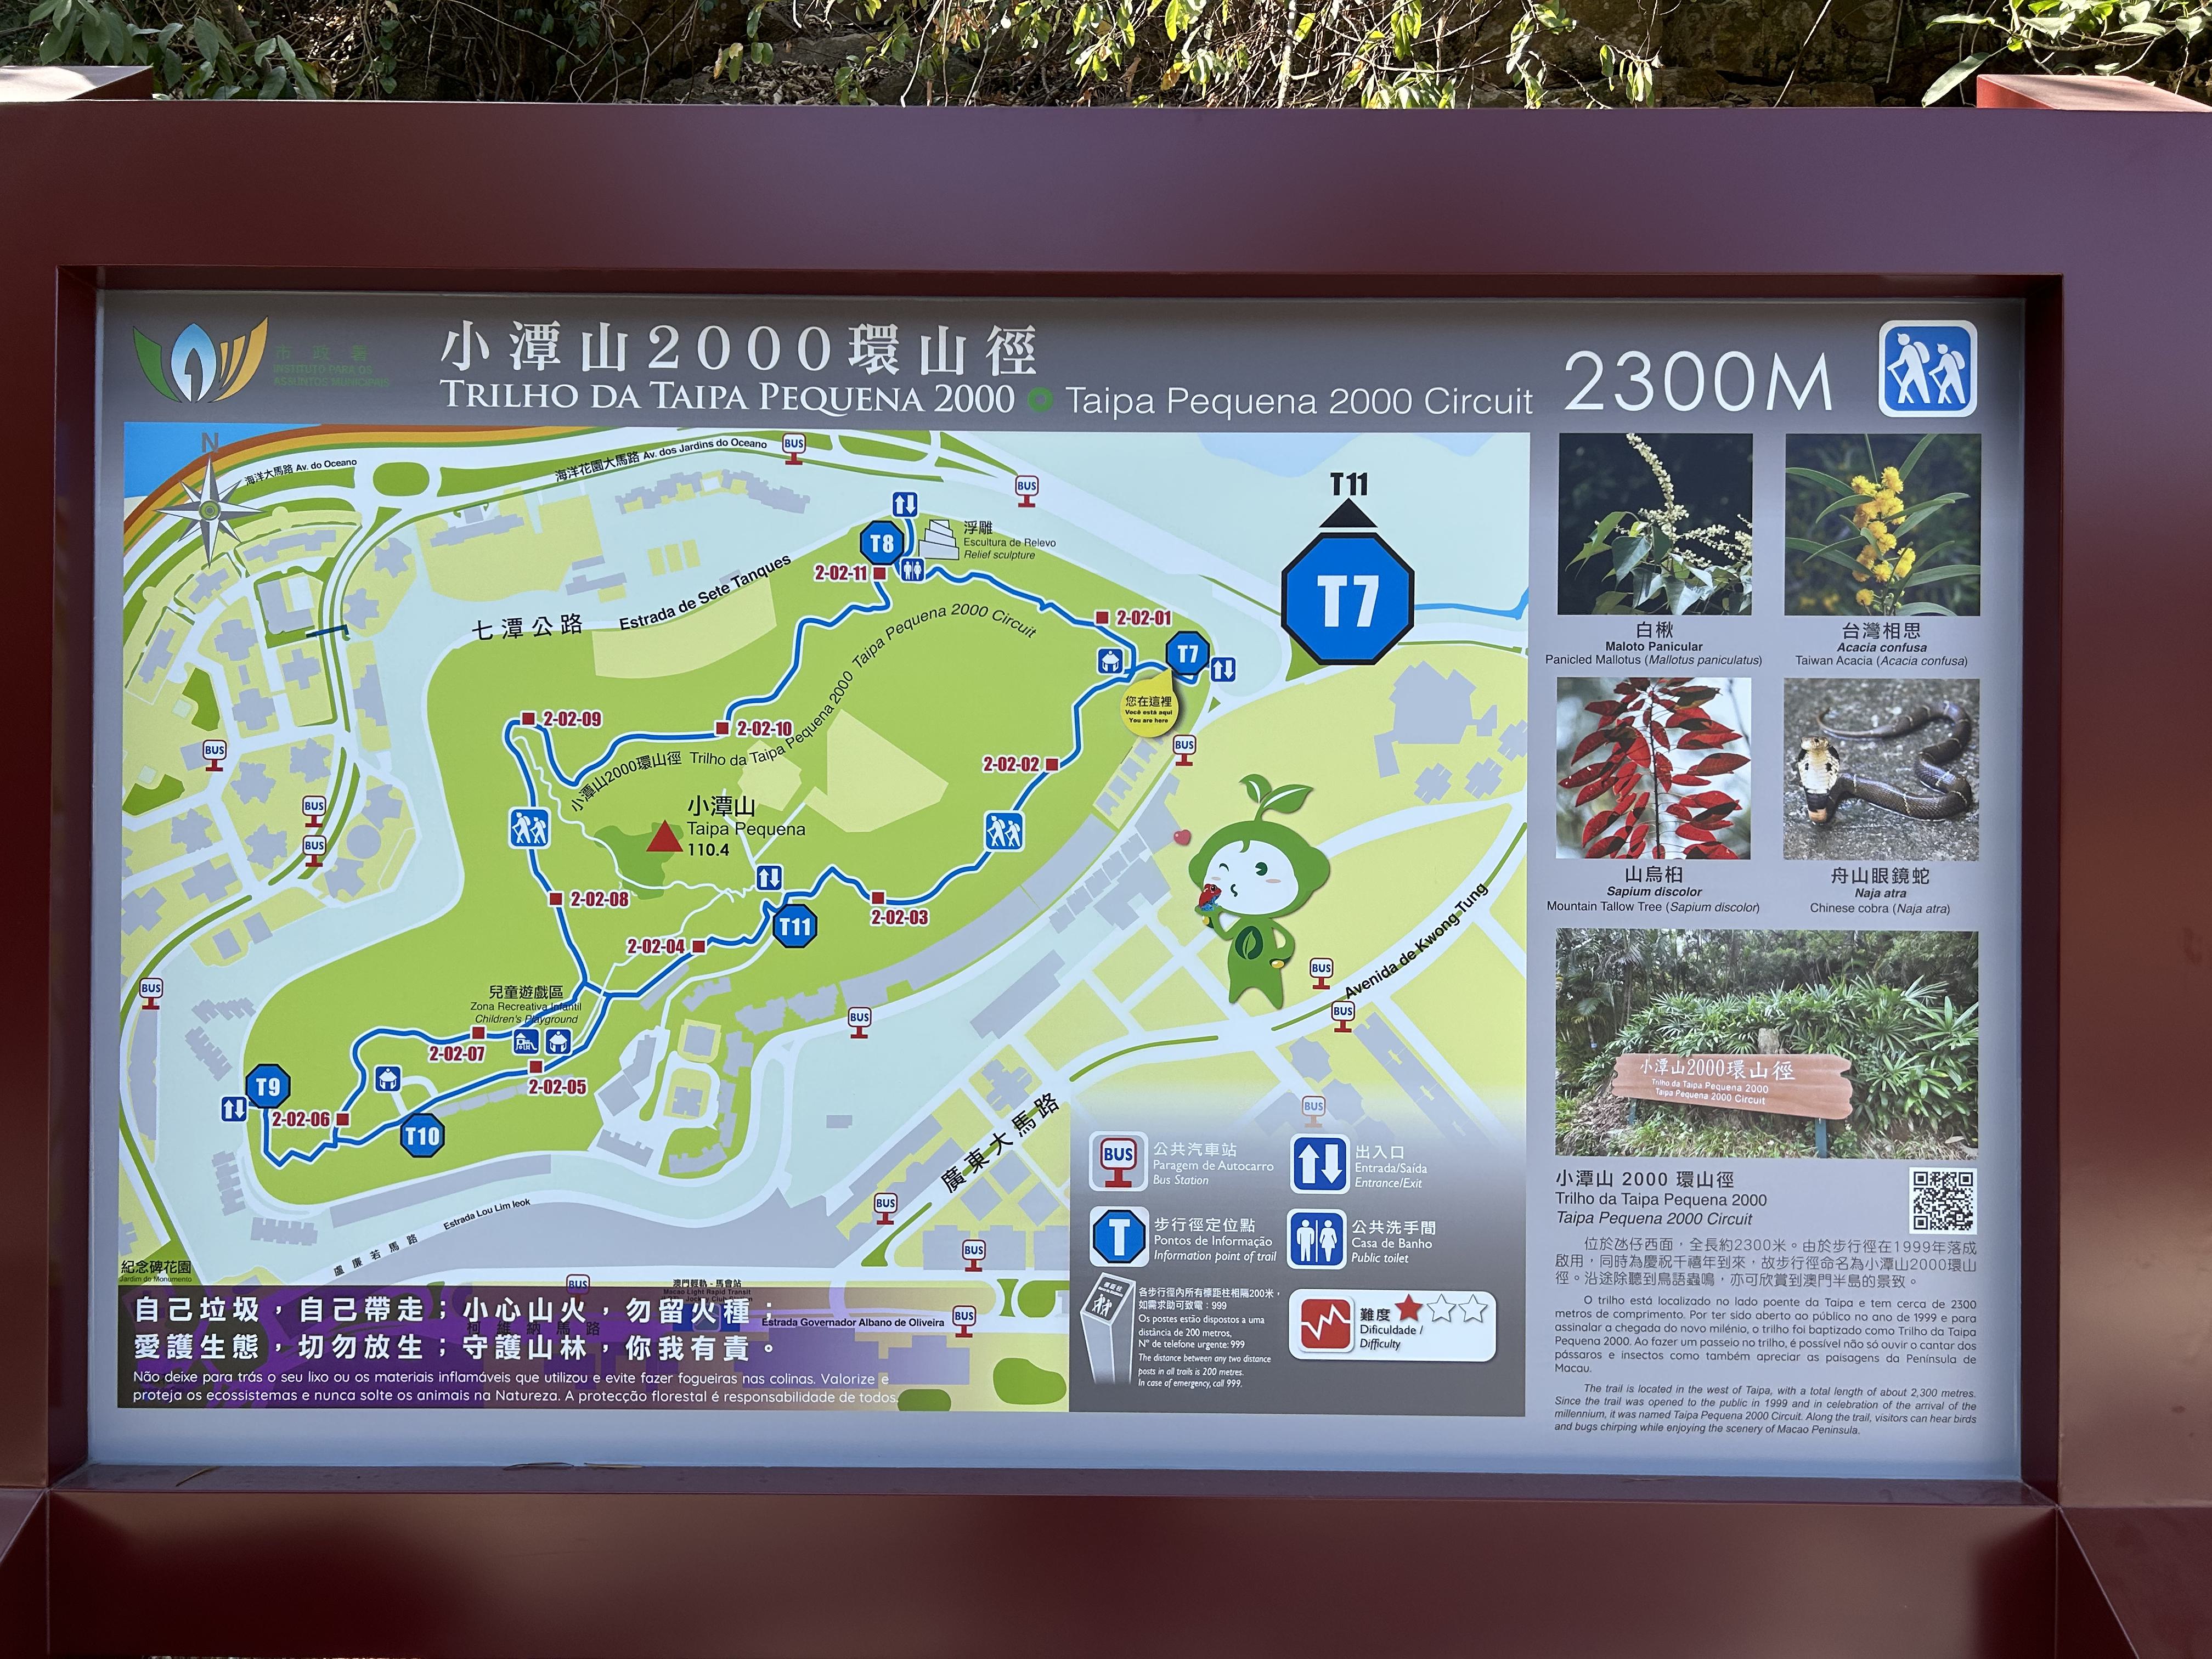 市政署
INSTITUTO PARA OS
ASSUNTOS MUNICIPAIS
小潭山2000環山徑
TRILHO DA TAIPA PEQUENA 2000 Taipa Pequena 2000 Circuit
2300M
N
海洋大馬路 Av. do Oceano
海洋花園大馬路 Av. dos Jardins do Oceano
BUS
BUS
T8
浮雕
Escultura de Relevo
Relief sculpture
2-02-11
七潭公路 Estrada de Sete Tanques
2-02-01
T7
您在這裡
Você está aqui
You are here
T11
T7
2-02-09
2-02-10
小潭山2000環山徑 Trilho da Taipa Pequena 2000 Taipa Pequena 2000 Circuit
2-02-02
BUS
BUS
BUS
BUS
小潭山
Taipa Pequena
110.4
2-02-08
2-02-03
T11
2-02-04
BUS
兒童遊戲區
Zona Recreativa Infantil
Children's Playground
2-02-07
2-02-05
T9
2-02-06
T10
BUS
BUS
BUS
Avenida de Kwong Tung
廣東大馬路
BUS
BUS
BUS
Estrada Lou Lim Ieok
盧廉若馬路
紀念碑花園
Jardim do Monumento
BUS
澳門輕軌 - 馬會站
Macao Light Rapid Transit
柯維納馬路
Estrada Governador Albano de Oliveira
BUS
自己垃圾，自己帶走；小心山火，勿留火種；
愛護生態，切勿放生；守護山林，你我有責。
Não deixe para trás o seu lixo ou os materiais inflamáveis que utilizou e evite fazer fogueiras nas colinas. Valorize e
proteja os ecossistemas e nunca solte os animais na Natureza. A protecção florestal é responsabilidade de todos.
BUS
公共汽車站
Paragem de Autocarro
Bus Station
出入口
Entrada/Saída
Entrance/Exit
T
步行徑定位點
Pontos de Informação
Information point of trail
公共洗手間
Casa de Banho
Public toilet
各步行徑內所有標距柱相隔200米，
如需求助可致電：999
Os postes estão dispostos a uma
distância de 200 metros,
Nº de telefone urgente: 999
The distance between any two distance
posts in all trails is 200 metres.
In case of emergency, call 999.
難度
Dificuldade /
Difficulty
白楸
Maloto Panicular
Panicled Mallotus (Mallotus paniculatus)
台灣相思
Acacia confusa
Taiwan Acacia (Acacia confusa)
山烏桕
Sapium discolor
Mountain Tallow Tree (Sapium discolor)
舟山眼鏡蛇
Naja atra
Chinese cobra (Naja atra)
小潭山2000環山徑
Trilho da Taipa Pequena 2000
Taipa Pequena 2000 Circuit
小潭山 2000 環山徑
Trilho da Taipa Pequena 2000
Taipa Pequena 2000 Circuit
位於氹仔西面，全長約2300米。由於步行徑在1999年落成
啟用，同時為慶祝千禧年到來，故步行徑命名為小潭山2000環山
徑。沿途除聽到鳥語蟲鳴，亦可欣賞到澳門半島的景致。
O trilho está localizado no lado poente da Taipa e tem cerca de 2300
metros de comprimento. Por ter sido aberto ao público no ano de 1999 e para
assinalar a chegada do novo milénio, o trilho foi baptizado como Trilho da Taipa
Pequena 2000. Ao fazer um passeio no trilho, é possível não só ouvir o cantar dos
pássaros e insectos como também apreciar as paisagens da Península de
Macau.
The trail is located in the west of Taipa, with a total length of about 2,300 metres.
Since the trail was opened to the public in 1999 and in celebration of the arrival of the
millennium, it was named Taipa Pequena 2000 Circuit. Along the trail, visitors can hear birds
and bugs chirping while enjoying the scenery of Macao Peninsula.